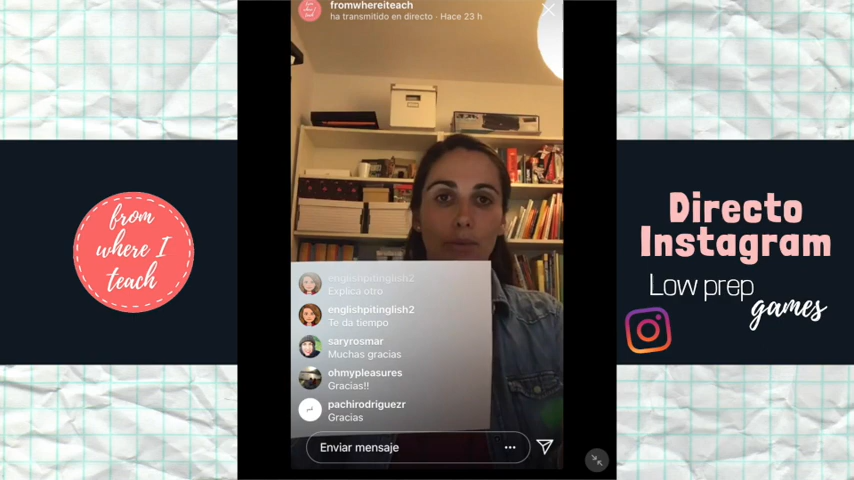 fromwhereiteach
ha transmitido en directo · Hace 23 h
from
where I
teach
Directo
Instagram
Low prep
games
englishpitinglish2
Explica otro
englishpitinglish2
Te da tiempo
saryrosmar
Muchas gracias
ohmypleasures
Gracias!!
pachirodriguezr
Gracias
Enviar mensaje